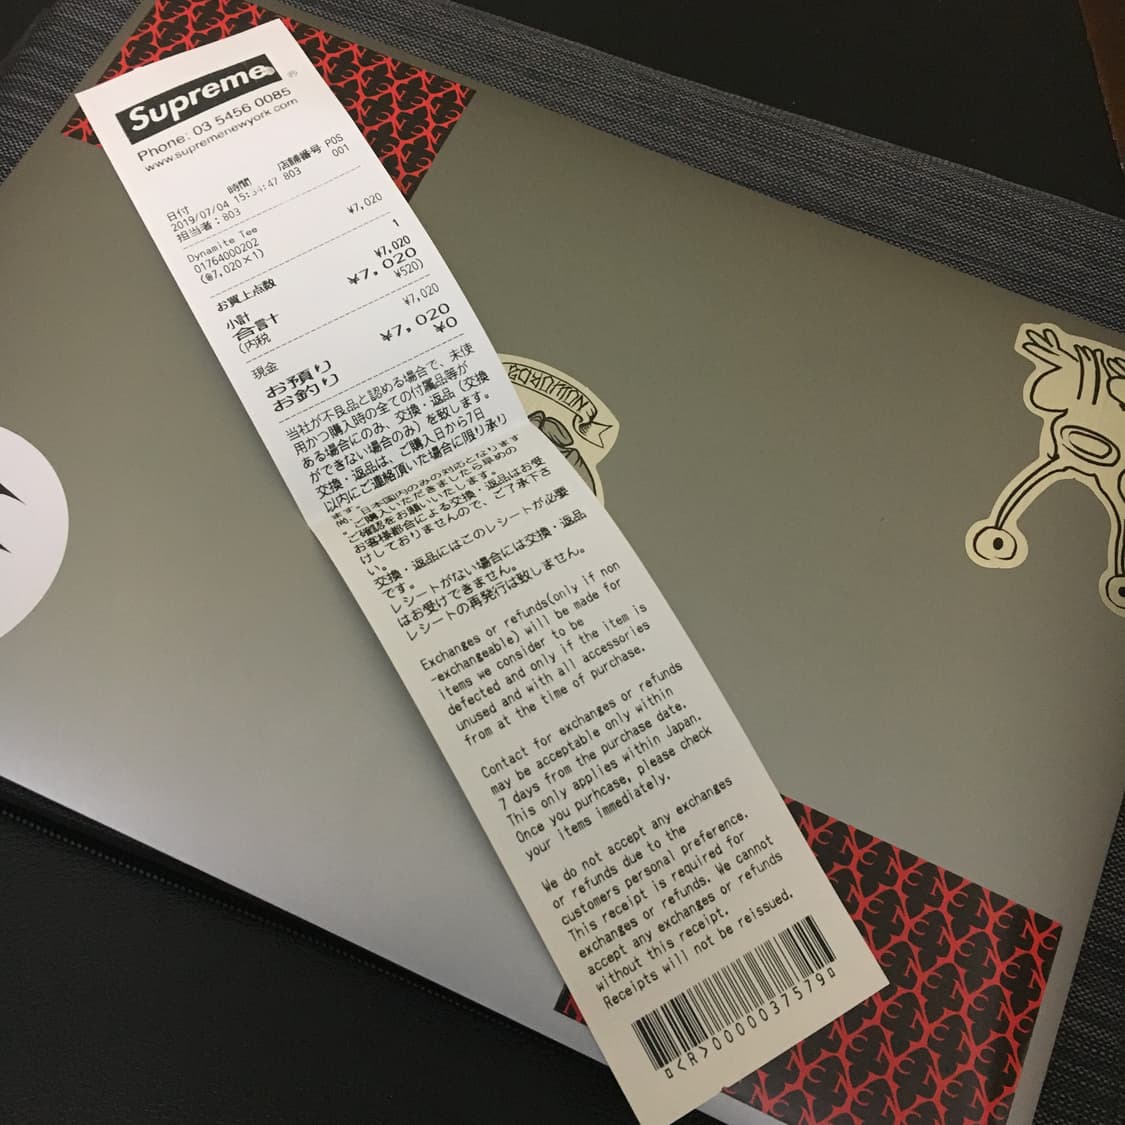 Supreme
Phone: 03 5456 0085
www.supremenewyork.com
日付 時間 店舗番号 POS
2019/07/04 15:34:47 803 001
担当者：803
Dynamite Tee ¥7,020
01764000202
(@7,020×1)
お買上点数 1
小計 ¥7,020
合計 ¥7,020
(内税 ¥520)
現金 ¥7,020
お預り ¥7,020
お釣り ¥0
当社が不良品と認める場合で、未使
用かつ購入時の全ての付属品等が
ある場合にのみ、交換・返品（交換
ができない場合のみ）を致します。
交換・返品は、ご購入日から7日
以内にご連絡頂いた場合に限り承り
ます。日本国内のみの対応となります
尚、ご購入いただきましたら早めの
ご確認をお願いいたします。
お客様都合による交換・返品はお受
けしておりませんので、ご了承下さ
い。
交換・返品にはこのレシートが必要
です。
レシートがない場合には交換・返品
はお受けできません。
レシートの再発行は致しません。
Exchanges or refunds(only if non
-exchangeable) will be made for
items we consider to be
defected and only if the item is
unused and with all accessories
from at the time of purchase.
Contact for exchanges or refunds
may be acceptable only within
7 days from the purchase date.
This only applies within Japan.
Once you purhcase, please check
your items immediately.
We do not accept any exchanges
or refunds due to the
customers personal preference.
This receipt is required for
exchanges or refunds. We cannot
accept any exchanges or refunds
without this receipt.
Receipts will not be reissued.
¤<R>0000037579¤